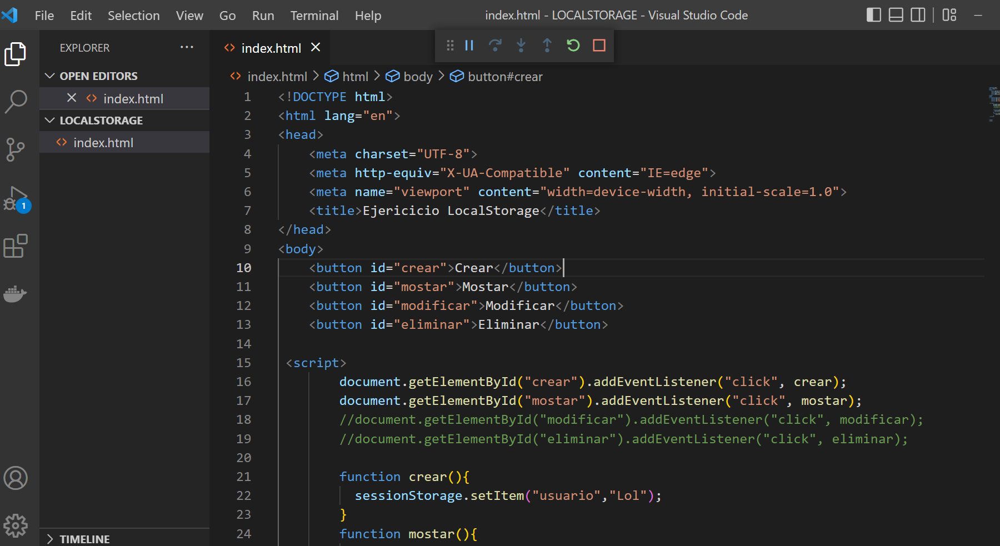 File Edit Selection View Go Run Terminal Help index.html - LOCALSTORAGE - Visual Studio Code
EXPLORER
OPEN EDITORS
index.html
LOCALSTORAGE
index.html
1
TIMELINE
index.html
index.html > html > body > button#crear
1 <!DOCTYPE html>
2 <html lang="en">
3 <head>
4 <meta charset="UTF-8">
5 <meta http-equiv="X-UA-Compatible" content="IE=edge">
6 <meta name="viewport" content="width=device-width, initial-scale=1.0">
7 <title>Ejericicio LocalStorage</title>
8 </head>
9 <body>
10 <button id="crear">Crear</button>
11 <button id="mostar">Mostar</button>
12 <button id="modificar">Modificar</button>
13 <button id="eliminar">Eliminar</button>
14
15 <script>
16 document.getElementById("crear").addEventListener("click", crear);
17 document.getElementById("mostar").addEventListener("click", mostar);
18 //document.getElementById("modificar").addEventListener("click", modificar);
19 //document.getElementById("eliminar").addEventListener("click", eliminar);
20
21 function crear(){
22 sessionStorage.setItem("usuario","Lol");
23 }
24 function mostar(){